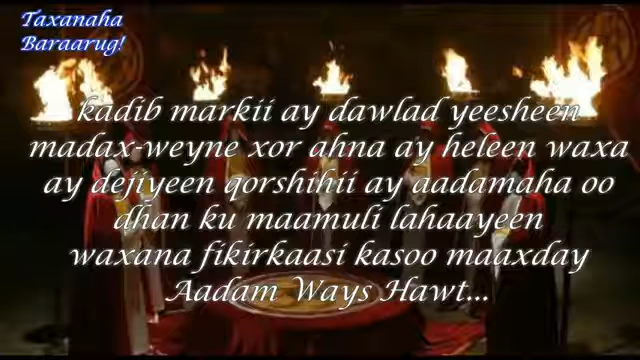 Taxanaha
Baraarug!
kadib markii ay dawlad yeesheen
madax-weyne xor ahna ay heleen waxa
ay dejiyeen qorshihii ay aadamaha oo
dhan ku maamuli lahaayeen
waxana fikirkaasi kasoo maaxday
Aadam Ways Hawt...